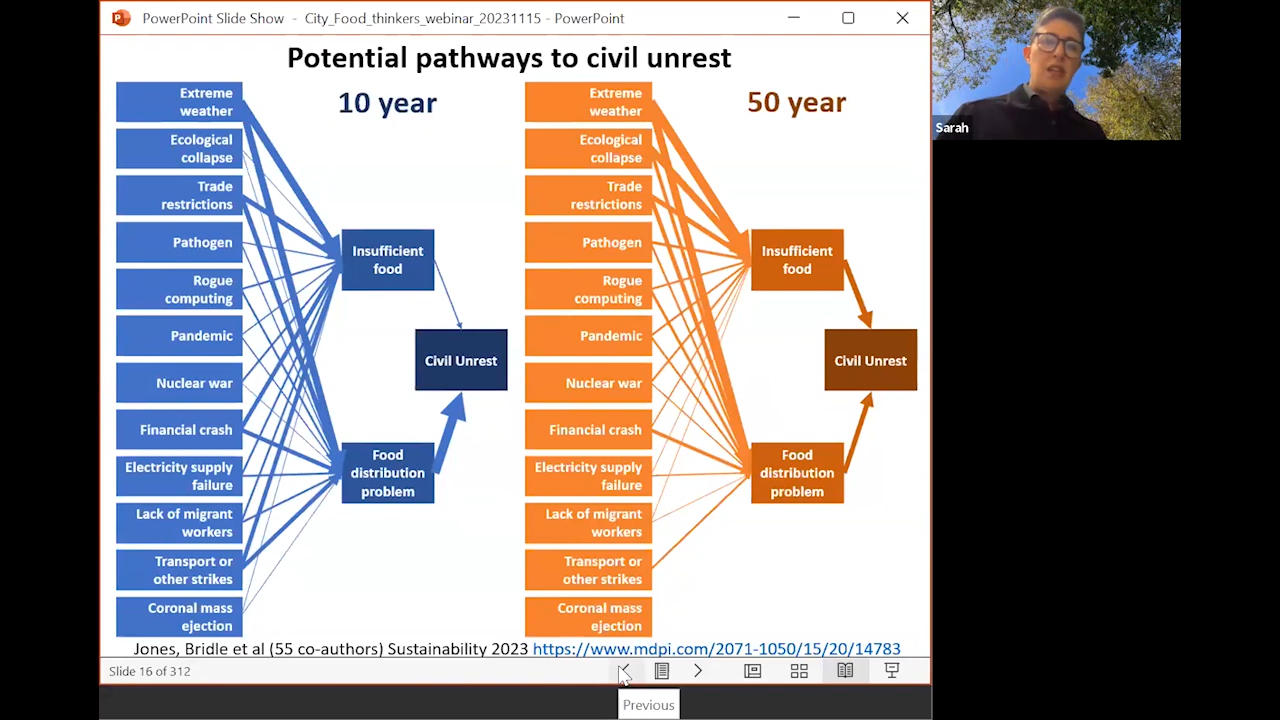 PowerPoint Slide Show - City_Food_thinkers_webinar_20231115 - PowerPoint
Potential pathways to civil unrest
10 year
Extreme
weather
Ecological
collapse
Trade
restrictions
Pathogen
Rogue
computing
Pandemic
Nuclear war
Financial crash
Electricity supply
failure
Lack of migrant
workers
Transport or
other strikes
Coronal mass
ejection
Insufficient
food
Civil Unrest
Food
distribution
problem
50 year
Extreme
weather
Ecological
collapse
Trade
restrictions
Pathogen
Rogue
computing
Pandemic
Nuclear war
Financial crash
Electricity supply
failure
Lack of migrant
workers
Transport or
other strikes
Coronal mass
ejection
Insufficient
food
Civil Unrest
Food
distribution
problem
Jones, Bridle et al (55 co-authors) Sustainability 2023 https://www.mdpi.com/2071-1050/15/20/14783
Slide 16 of 312
Previous
Sarah